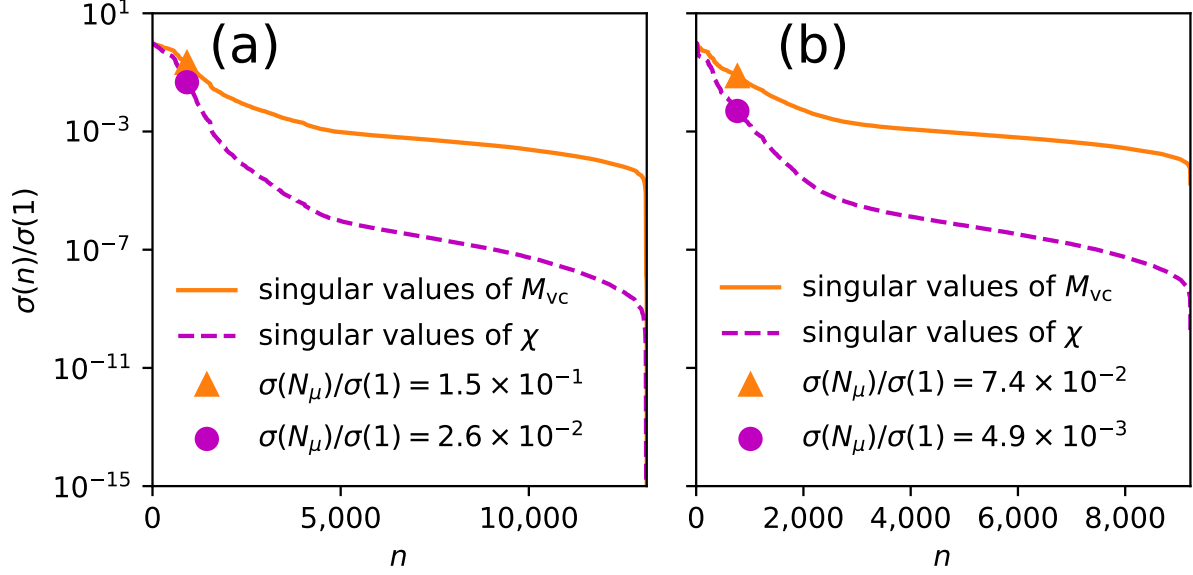 (a)
σ(n)/σ(1)
10¹
10⁻³
10⁻⁷
10⁻¹¹
10⁻¹⁵
singular values of M_vc
singular values of χ
σ(N_μ)/σ(1) = 1.5 × 10⁻¹
σ(N_μ)/σ(1) = 2.6 × 10⁻²
0 5,000 10,000
n
(b)
singular values of M_vc
singular values of χ
σ(N_μ)/σ(1) = 7.4 × 10⁻²
σ(N_μ)/σ(1) = 4.9 × 10⁻³
0 2,000 4,000 6,000 8,000
n